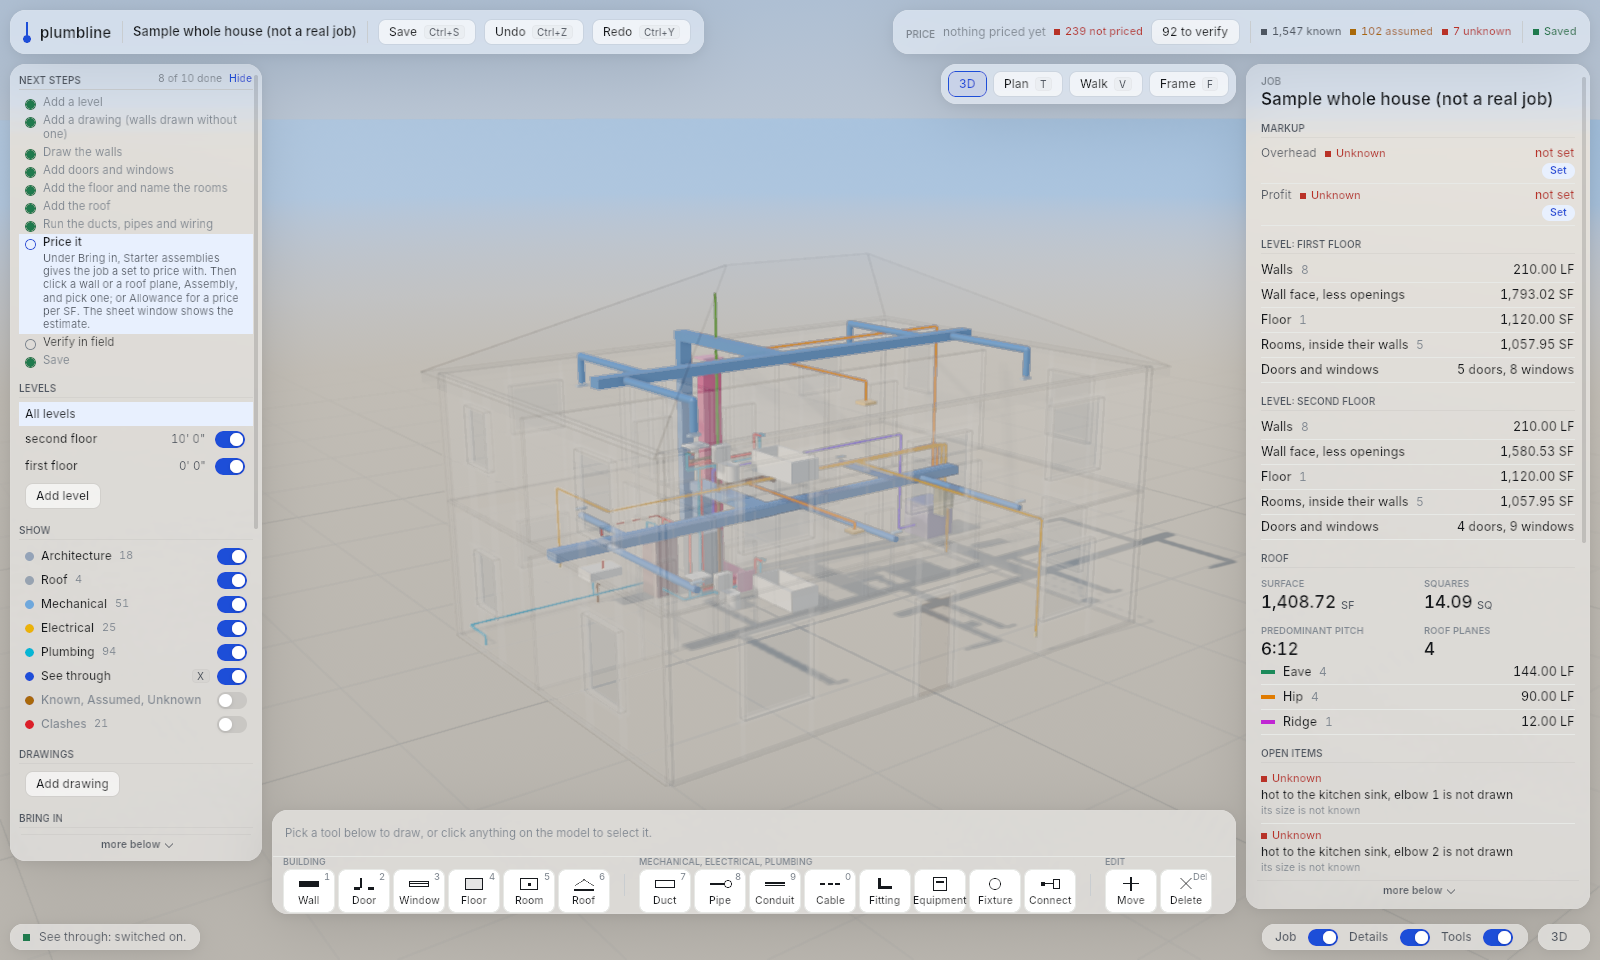 plumbline
Sample whole house (not a real job)
Save Ctrl+S
Undo Ctrl+Z
Redo Ctrl+Y
PRICE nothing priced yet
239 not priced
92 to verify
1,547 known
102 assumed
7 unknown
Saved
NEXT STEPS 8 of 10 done Hide
Add a level
Add a drawing (walls drawn without
one)
Draw the walls
Add doors and windows
Add the floor and name the rooms
Add the roof
Run the ducts, pipes and wiring
Price it
Under Bring in, Starter assemblies
gives the job a set to price with. Then
click a wall or a roof plane, Assembly,
and pick one; or Allowance for a price
per SF. The sheet window shows the
estimate.
Verify in field
Save
LEVELS
All levels
second floor 10' 0"
first floor 0' 0"
Add level
SHOW
Architecture 18
Roof 4
Mechanical 51
Electrical 25
Plumbing 94
See through X
Known, Assumed, Unknown
Clashes 21
DRAWINGS
Add drawing
BRING IN
more below
See through: switched on.
3D
Plan T
Walk V
Frame F
Pick a tool below to draw, or click anything on the model to select it.
BUILDING
Wall 1
Door 2
Window 3
Floor 4
Room 5
Roof 6
MECHANICAL, ELECTRICAL, PLUMBING
Duct 7
Pipe 8
Conduit 9
Cable 0
Fitting
Equipment
Fixture
Connect
EDIT
Move
Delete Del
JOB
Sample whole house (not a real job)
MARKUP
Overhead Unknown not set
Set
Profit Unknown not set
Set
LEVEL: FIRST FLOOR
Walls 8 210.00 LF
Wall face, less openings 1,793.02 SF
Floor 1 1,120.00 SF
Rooms, inside their walls 5 1,057.95 SF
Doors and windows 5 doors, 8 windows
LEVEL: SECOND FLOOR
Walls 8 210.00 LF
Wall face, less openings 1,580.53 SF
Floor 1 1,120.00 SF
Rooms, inside their walls 5 1,057.95 SF
Doors and windows 4 doors, 9 windows
ROOF
SURFACE SQUARES
1,408.72 SF 14.09 SQ
PREDOMINANT PITCH ROOF PLANES
6:12 4
Eave 4 144.00 LF
Hip 4 90.00 LF
Ridge 1 12.00 LF
OPEN ITEMS
Unknown
hot to the kitchen sink, elbow 1 is not drawn
its size is not known
Unknown
hot to the kitchen sink, elbow 2 is not drawn
its size is not known
more below
Job
Details
Tools
3D